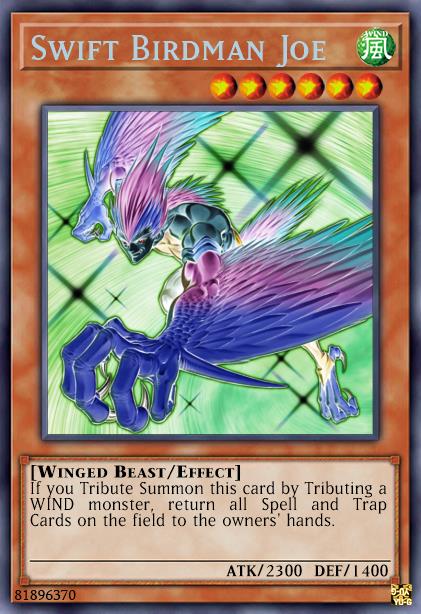 Swift Birdman Joe
WIND
風
[Winged Beast/Effect]
If you Tribute Summon this card by Tributing a
WIND monster, return all Spell and Trap
Cards on the field to the owners' hands.
ATK/2300 DEF/1400
81896370